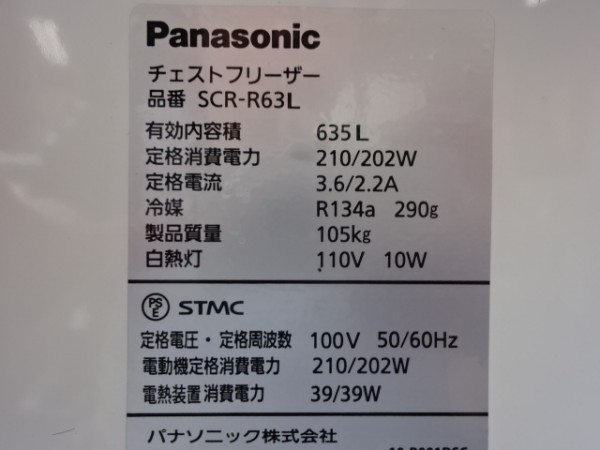 Panasonic
チェストフリーザー
品番 SCR-R63L
有効内容積 635L
定格消費電力 210/202W
定格電流 3.6/2.2A
冷媒 R134a 290g
製品質量 105kg
白熱灯 110V 10W
PSE STMC
定格電圧・定格周波数 100V 50/60Hz
電動機定格消費電力 210/202W
電熱装置消費電力 39/39W
パナソニック株式会社